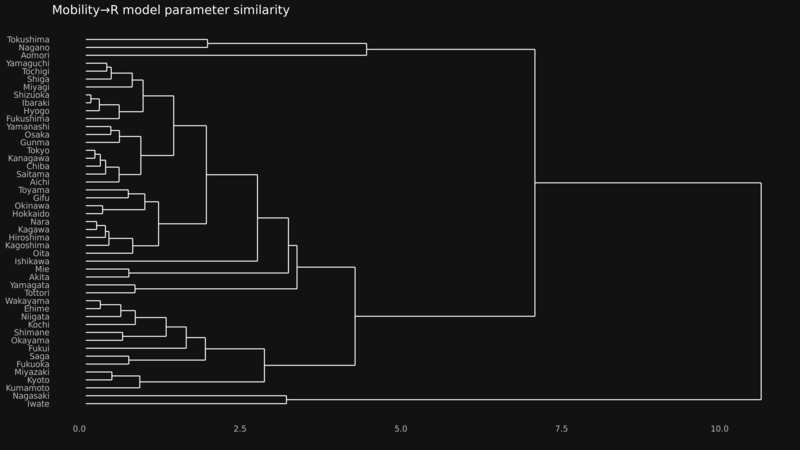 Mobility→R model parameter similarity
Tokushima
Nagano
Aomori
Yamaguchi
Tochigi
Shiga
Miyagi
Shizuoka
Ibaraki
Hyogo
Fukushima
Yamanashi
Osaka
Gunma
Tokyo
Kanagawa
Chiba
Saitama
Aichi
Toyama
Gifu
Okinawa
Hokkaido
Nara
Kagawa
Hiroshima
Kagoshima
Oita
Ishikawa
Mie
Akita
Yamagata
Tottori
Wakayama
Ehime
Niigata
Kochi
Shimane
Okayama
Fukui
Saga
Fukuoka
Miyazaki
Kyoto
Kumamoto
Nagasaki
Iwate
0.0 2.5 5.0 7.5 10.0